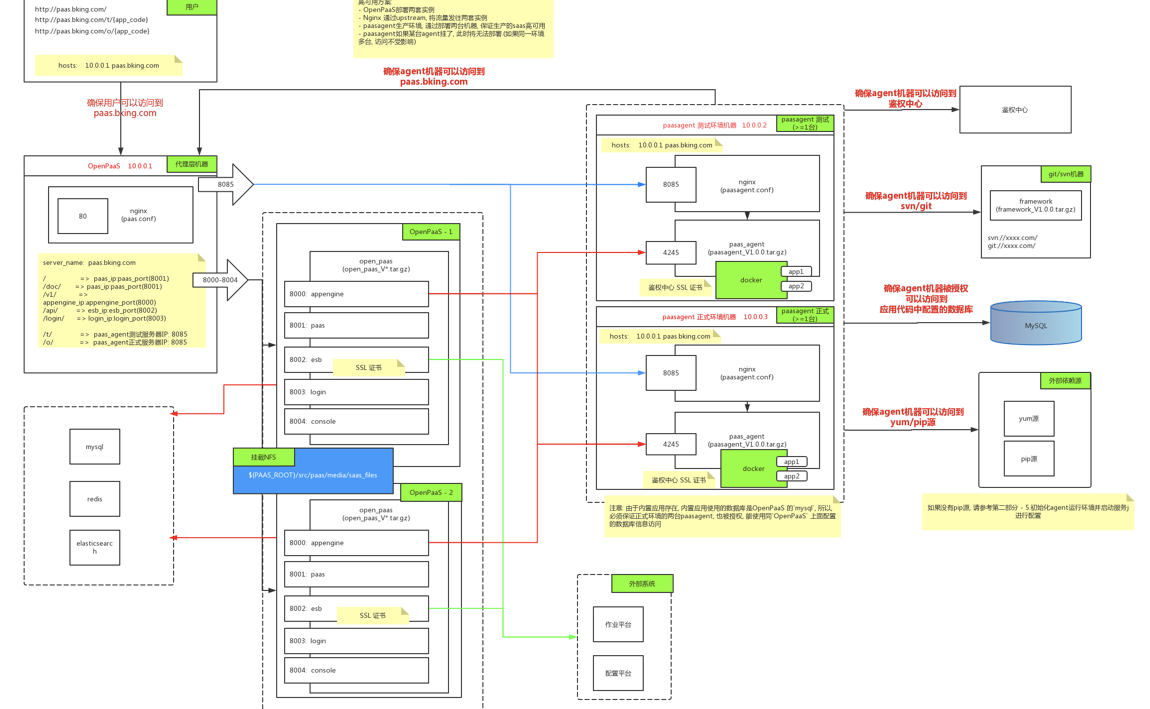 用户
http://paas.bking.com/
http://paas.bking.com/t/{app_code}
http://paas.bking.com/o/{app_code}
hosts: 10.0.0.1 paas.bking.com
高可用方案:
- OpenPaaS部署两套实例
- Nginx 通过upstream, 将流量发往两套实例
- paasagent生产环境, 通过部署两台机器, 保证生产的saas高可用
- paasagent如果某台agent挂了, 此时将无法部署.(如果同一环境
多台, 访问不受影响)
确保用户可以访问到
paas.bking.com
确保agent机器可以访问到
paas.bking.com
OpenPaaS 10.0.0.1
代理层机器
80
nginx
(paas.conf)
server_name: paas.bking.com
/ => paas_ip:paas_port(8001)
/doc/ => paas_ip:paas_port(8001)
/v1/ =>
appengine_ip:appengine_port(8000)
/api/ => esb_ip:esb_port(8002)
/login/ => login_ip:login_port(8003)
/t/ => paas_agent测试服务器IP: 8085
/o/ => paas_agent正式服务器IP: 8085
8085
8000-8004
OpenPaaS - 1
open_paas
(open_paas_V*.tar.gz)
8000: appengine
8001: paas
8002: esb
SSL 证书
8003: login
8004: console
挂载NFS
${PAAS_ROOT}/src/paas/media/saas_files
OpenPaaS - 2
open_paas
(open_paas_V*.tar.gz)
8000: appengine
8001: paas
8002: esb
SSL 证书
8003: login
8004: console
mysql
redis
elasticsearc
h
paasagent 测试环境机器 10.0.0.2
paasagent 测试
(>=1台)
hosts: 10.0.0.1 paas.bking.com
8085
nginx
(paasagent.conf)
4245
paas_agent
(paasagent_V1.0.0.tar.gz)
docker
app1
app2
鉴权中心 SSL 证书
paasagent 正式环境机器 10.0.0.3
paasagent 正式
(>=1台)
hosts: 10.0.0.1 paas.bking.com
8085
nginx
(paasagent.conf)
4245
paas_agent
(paasagent_V1.0.0.tar.gz)
docker
app1
app2
鉴权中心 SSL 证书
注意: 由于内置应用存在, 内置应用使用的数据库是OpenPaaS 的`mysql`, 所以,
必须保证正式环境的两台paasagent, 也被授权, 能使用同`OpenPaaS` 上面配置
的数据库信息访问
外部系统
作业平台
配置平台
确保agent机器可以访问到
鉴权中心
鉴权中心
确保agent机器可以访问到
svn/git
git/svn机器
framework
(framework_V1.0.0.tar.gz)
svn://xxxx.com/
git://xxxx.com/
确保agent机器被授权
可以访问到
应用代码中配置的数据库
MySQL
确保agent机器可以访问到
yum/pip源
外部依赖源
yum源
pip源
如果没有pip源, 请参考第二部分 - 5.初始化agent运行环境并启动服务j
进行配置